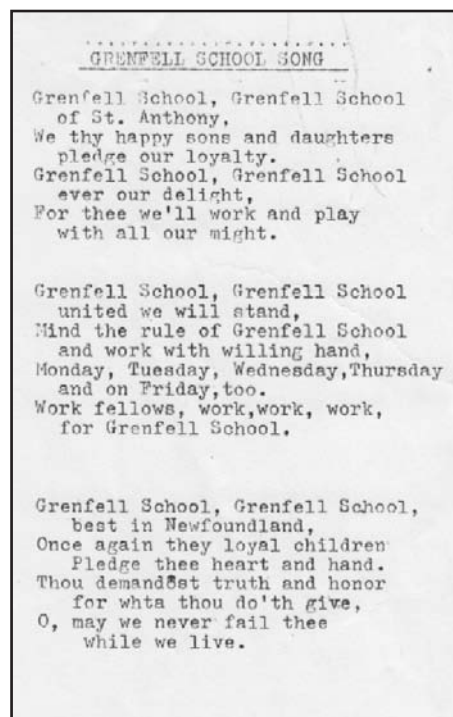 GRENFELL SCHOOL SONG
Grenfell School, Grenfell School
of St. Anthony,
We thy happy sons and daughters
pledge our loyalty.
Grenfell School, Grenfell School
ever our delight,
For thee we'll work and play
with all our might.
Grenfell School, Grenfell School
united we will stand,
Mind the rule of Grenfell School
and work with willing hand,
Monday, Tuesday, Wednesday,Thursday
and on Friday,too.
Work fellows, work,work, work,
for Grenfell School.
Grenfell School, Grenfell School,
best in Newfoundland,
Once again they loyal children
Pledge thee heart and hand.
Thou demandest truth and honor
for whta thou do'th give,
O, may we never fail thee
while we live.